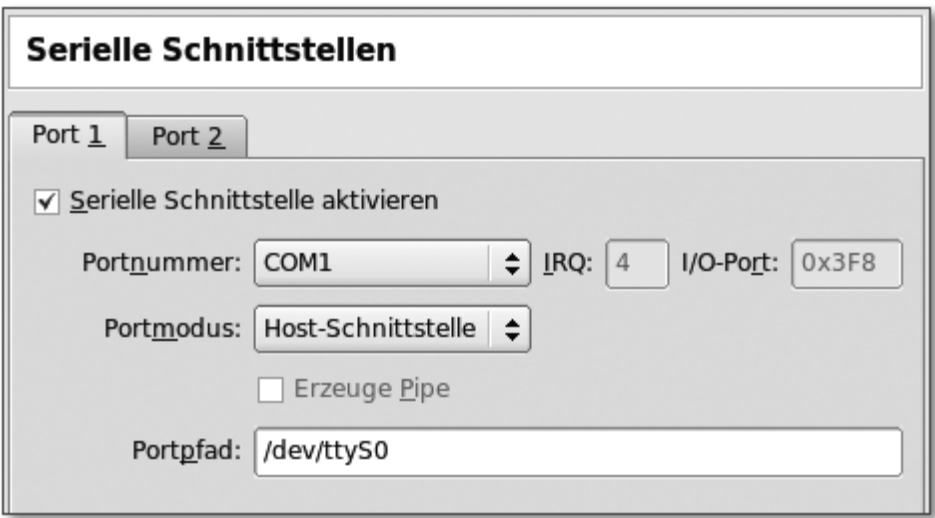 Serielle Schnittstellen
Port 1 Port 2
Serielle Schnittstelle aktivieren
Portnummer: COM1 IRQ: 4 I/O-Port: 0x3F8
Portmodus: Host-Schnittstelle
Erzeuge Pipe
Portpfad: /dev/ttyS0